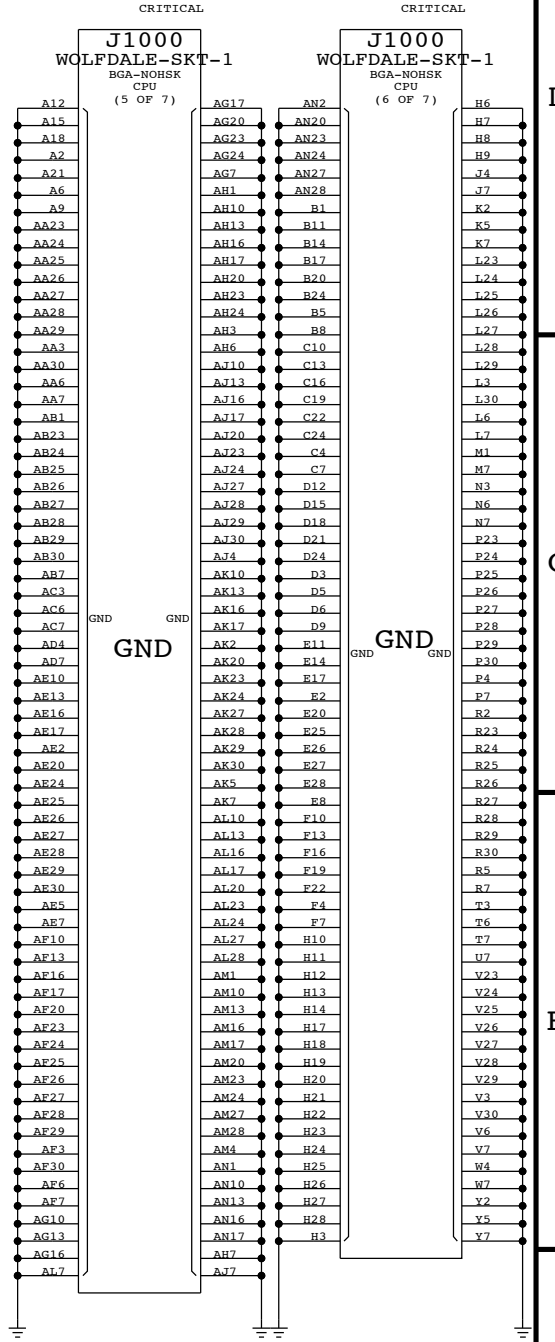 CRITICAL
J1000
WOLFDALE-SKT-1
BGA-NOHSK
CPU
(5 OF 7)
A12 AG17
A15 AG20
A18 AG23
A2 AG24
A21 AG7
A6 AH1
A9 AH10
AA23 AH13
AA24 AH16
AA25 AH17
AA26 AH20
AA27 AH23
AA28 AH24
AA29 AH3
AA3 AH6
AA30 AJ10
AA6 AJ13
AA7 AJ16
AB1 AJ17
AB23 AJ20
AB24 AJ23
AB25 AJ24
AB26 AJ27
AB27 AJ28
AB28 AJ29
AB29 AJ30
AB30 AJ4
AB7 AK10
AC3 AK13
AC6 AK16
AC7 AK17
GND GND
GND
AD4 AK2
AD7 AK20
AE10 AK23
AE13 AK24
AE16 AK27
AE17 AK28
AE2 AK29
AE20 AK30
AE24 AK5
AE25 AK7
AE26 AL10
AE27 AL13
AE28 AL16
AE29 AL17
AE30 AL20
AE5 AL23
AE7 AL24
AF10 AL27
AF13 AL28
AF16 AM1
AF17 AM10
AF20 AM13
AF23 AM16
AF24 AM17
AF25 AM20
AF26 AM23
AF27 AM24
AF28 AM27
AF29 AM28
AF3 AM4
AF30 AN1
AF6 AN10
AF7 AN13
AG10 AN16
AG13 AN17
AG16 AH7
AL7 AJ7
CRITICAL
J1000
WOLFDALE-SKT-1
BGA-NOHSK
CPU
(6 OF 7)
AN2 H6
AN20 H7
AN23 H8
AN24 H9
AN27 J4
AN28 J7
B1 K2
B11 K5
B14 K7
B17 L23
B20 L24
B24 L25
B5 L26
B8 L27
C10 L28
C13 L29
C16 L3
C19 L30
C22 L6
C24 L7
C4 M1
C7 M7
D12 N3
D15 N6
D18 N7
D21 P23
D24 P24
D3 P25
D5 P26
D6 P27
D9 P28
GND
E11 P29
GND GND
E14 P30
E17 P4
E2 P7
E20 R2
E25 R23
E26 R24
E27 R25
E28 R26
E8 R27
F10 R28
F13 R29
F16 R30
F19 R5
F22 R7
F4 T3
F7 T6
H10 T7
H11 U7
H12 V23
H13 V24
H14 V25
H17 V26
H18 V27
H19 V28
H20 V29
H21 V3
H22 V30
H23 V6
H24 V7
H25 W4
H26 W7
H27 Y2
H28 Y5
H3 Y7